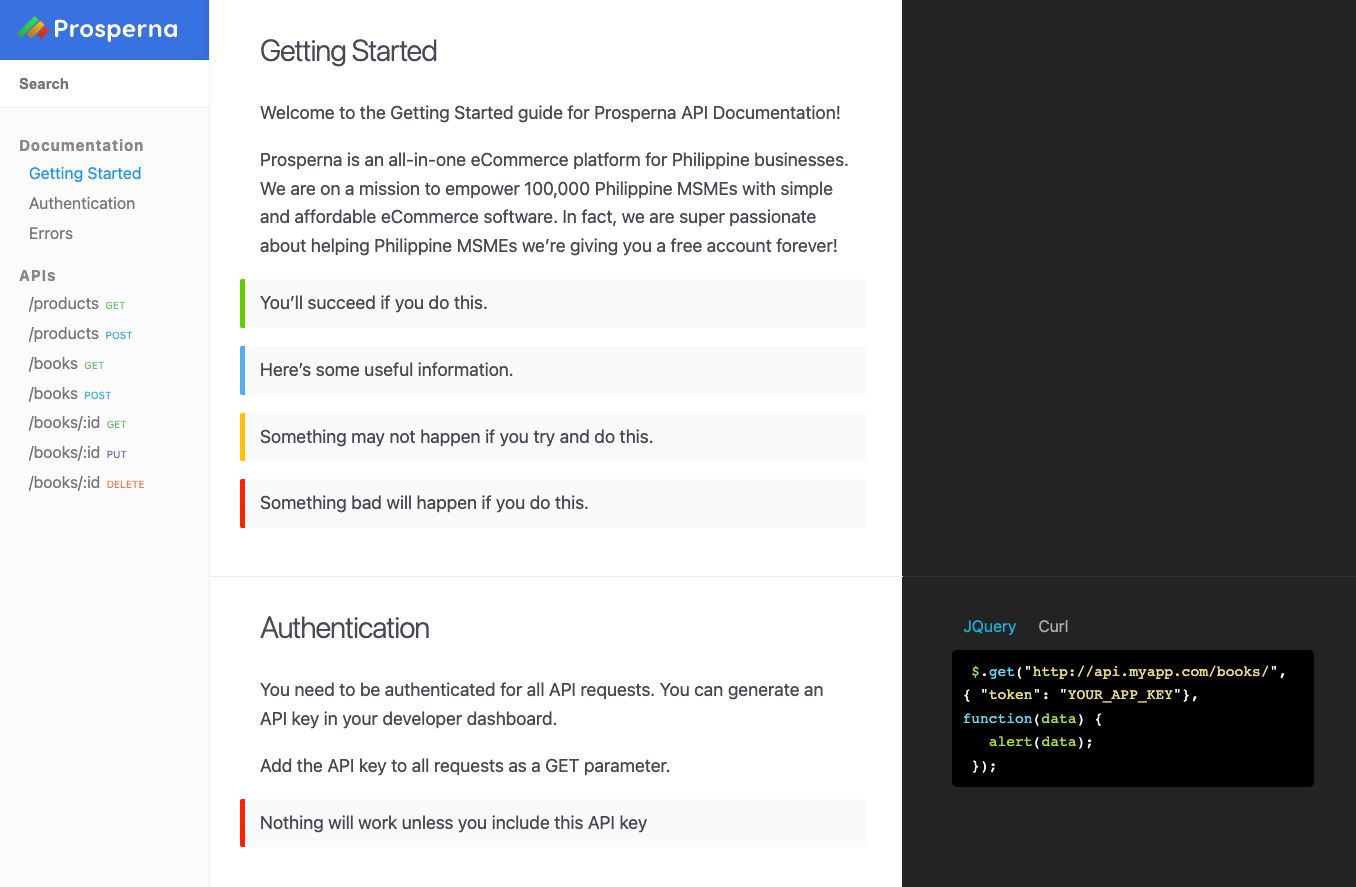 Prosperna
Search
Documentation
Getting Started
Authentication
Errors
APIs
/products GET
/products POST
/books GET
/books POST
/books/:id GET
/books/:id PUT
/books/:id DELETE
Getting Started
Welcome to the Getting Started guide for Prosperna API Documentation!
Prosperna is an all-in-one eCommerce platform for Philippine businesses.
We are on a mission to empower 100,000 Philippine MSMEs with simple
and affordable eCommerce software. In fact, we are super passionate
about helping Philippine MSMEs we’re giving you a free account forever!
You’ll succeed if you do this.
Here’s some useful information.
Something may not happen if you try and do this.
Something bad will happen if you do this.
Authentication
You need to be authenticated for all API requests. You can generate an
API key in your developer dashboard.
Add the API key to all requests as a GET parameter.
Nothing will work unless you include this API key
JQuery Curl
$.get("http://api.myapp.com/books/",
{ "token": "YOUR_APP_KEY"},
function(data) {
alert(data);
});